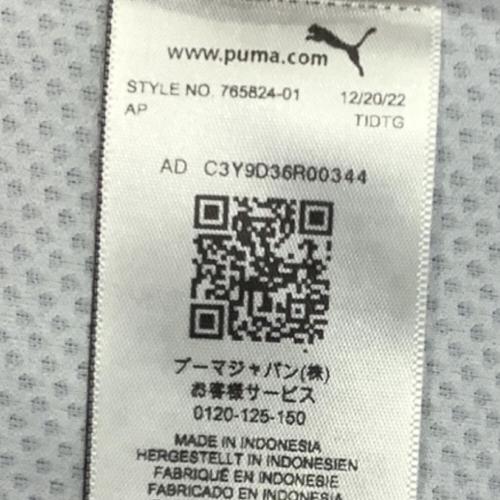 www.puma.com
STYLE NO. 765824-01 12/20/22
AP TIDTG
AD C3Y9D36R00344
プーマジャパン(株)
お客様サービス
0120-125-150
MADE IN INDONESIA
HERGESTELLT IN INDONESIEN
FABRIQUÉ EN INDONESIE
FABRICADO EN INDONESIA